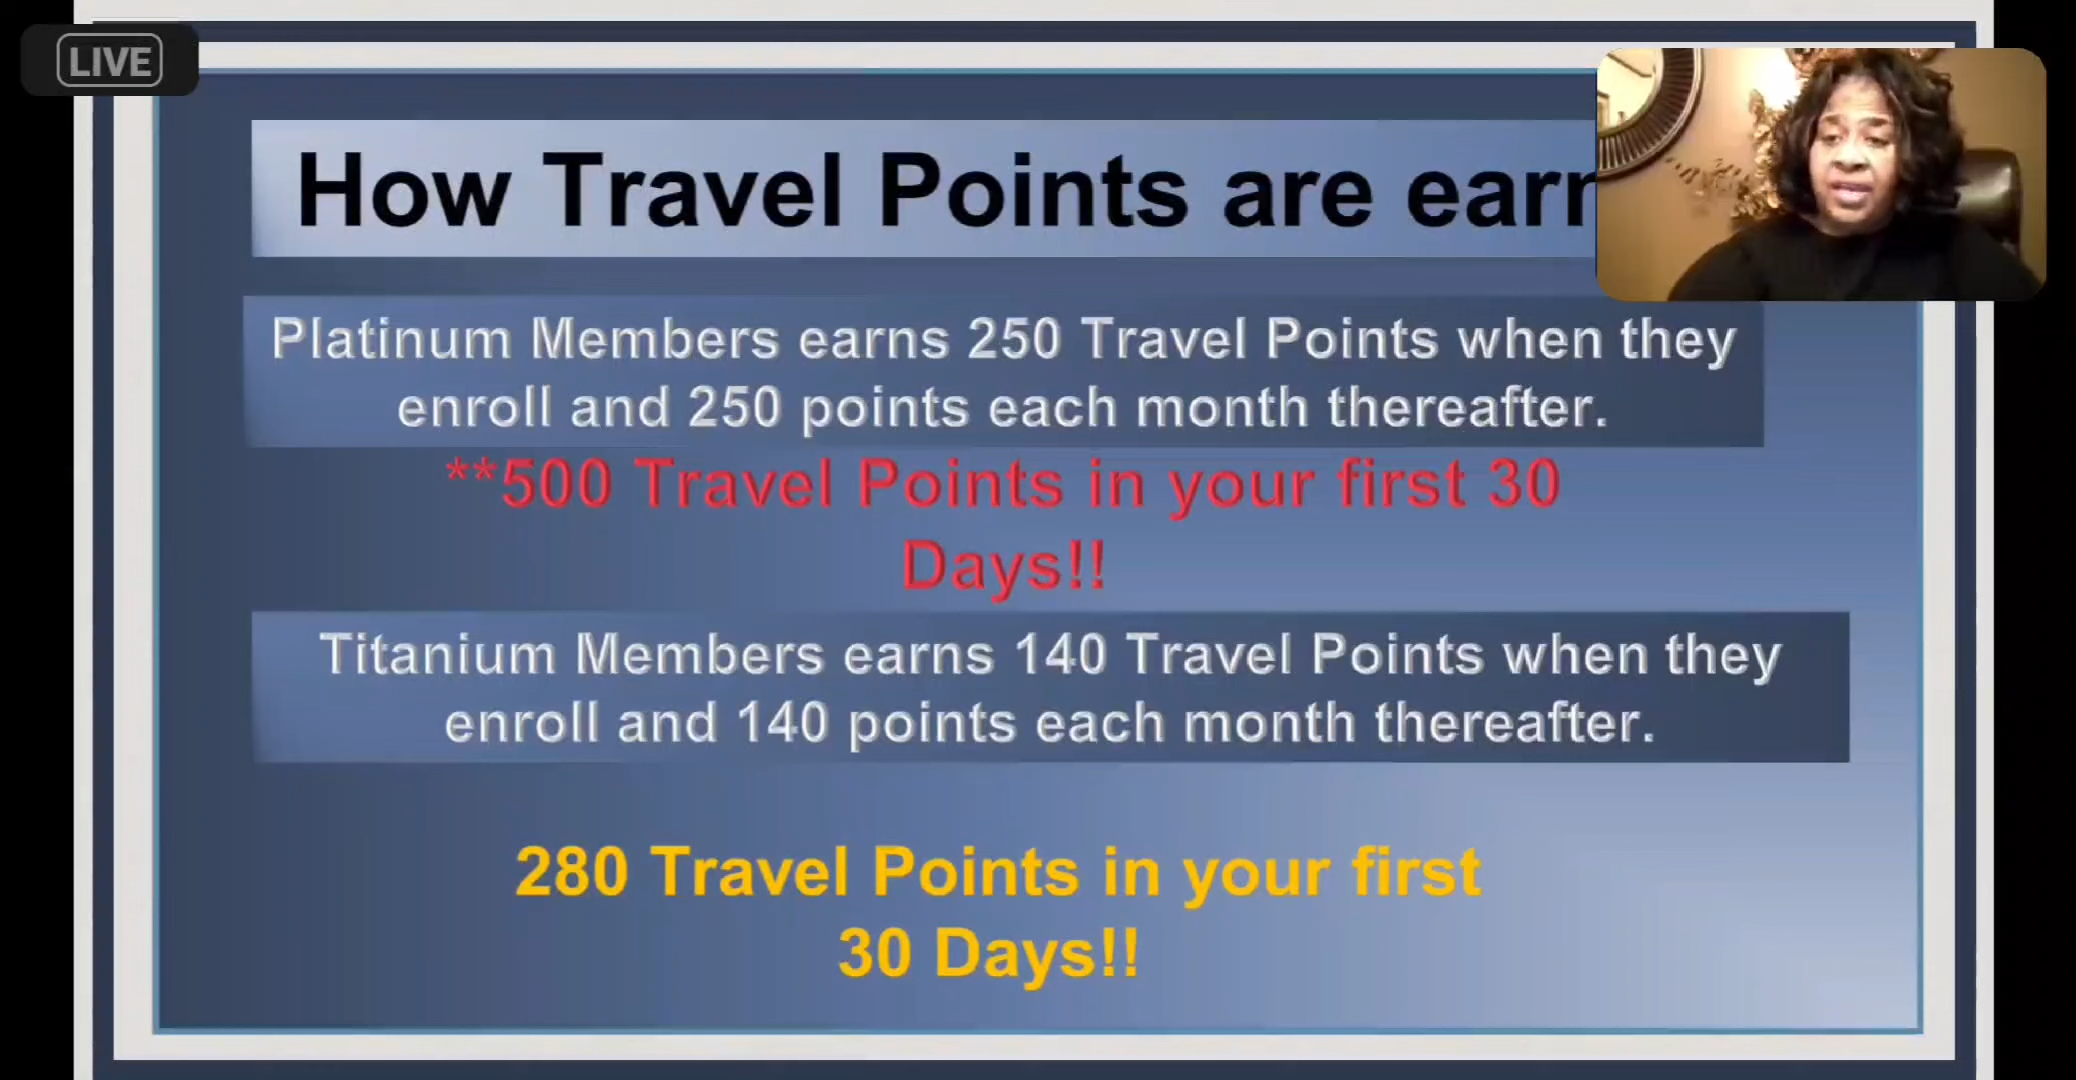 LIVE
How Travel Points are earn
Platinum Members earns 250 Travel Points when they
enroll and 250 points each month thereafter.
**500 Travel Points in your first 30
Days!!
Titanium Members earns 140 Travel Points when they
enroll and 140 points each month thereafter.
280 Travel Points in your first
30 Days!!